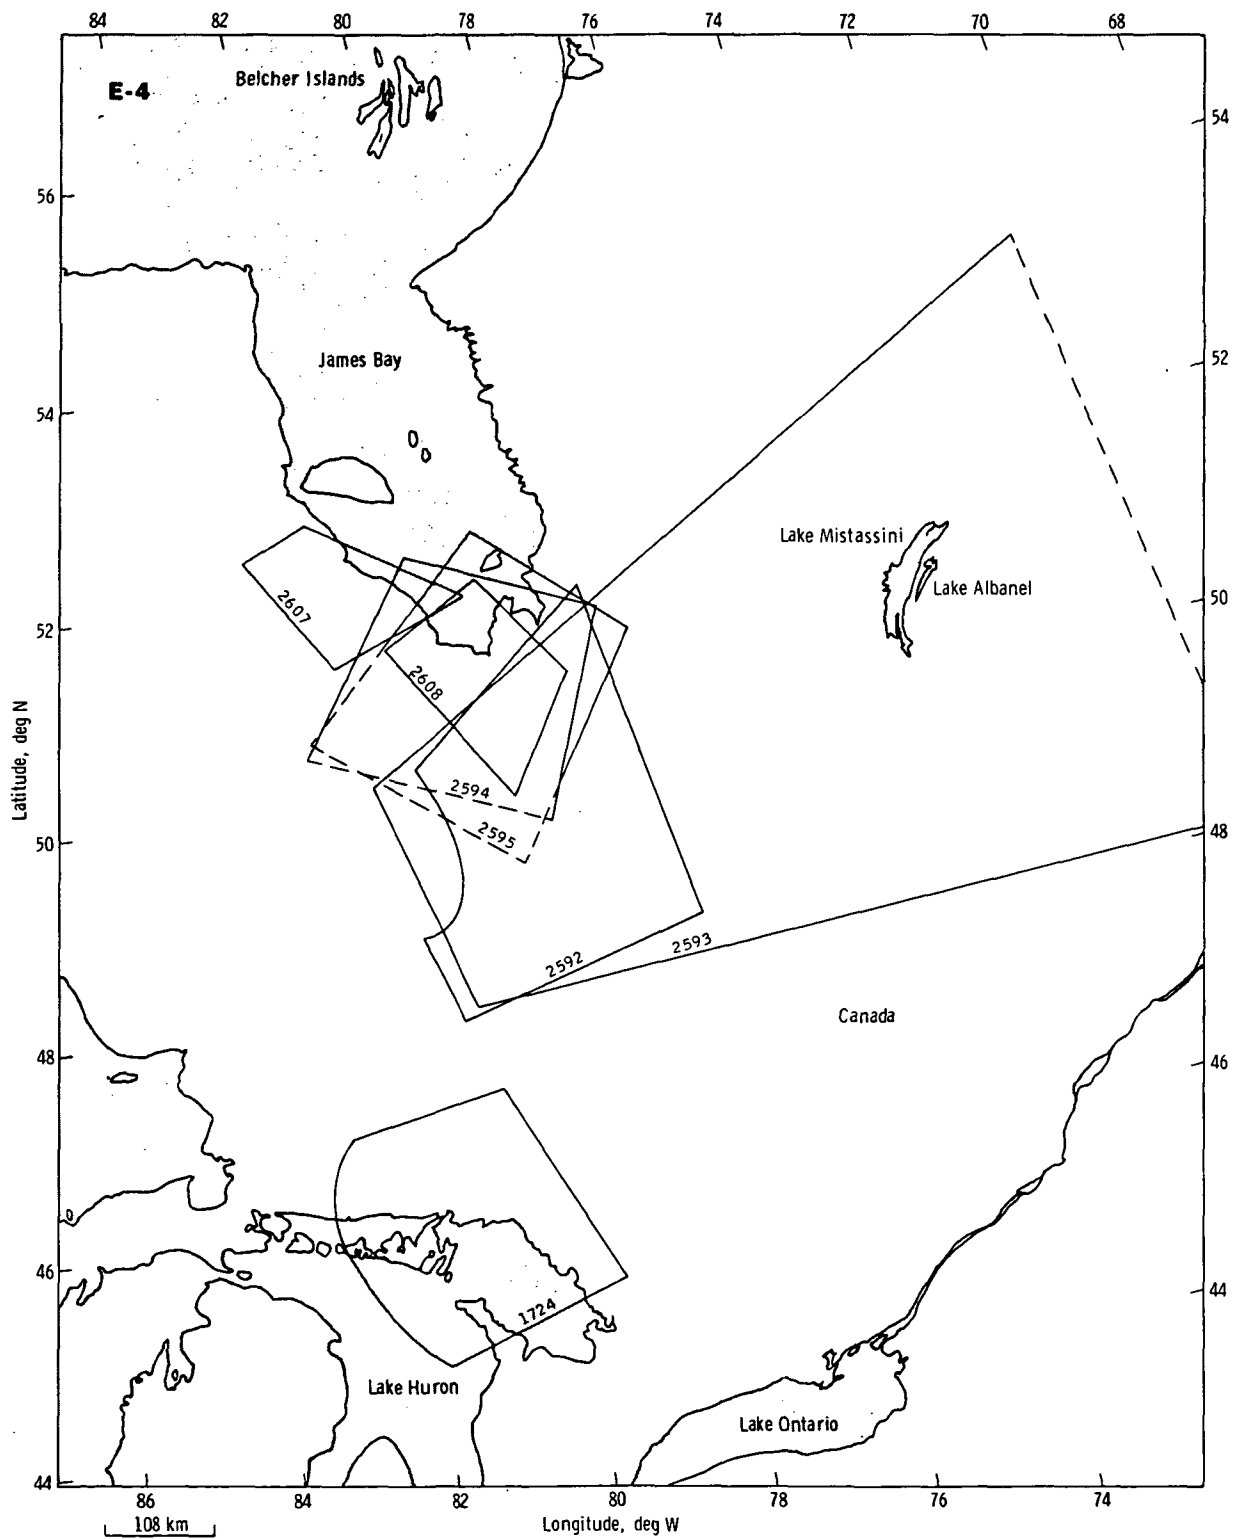 84 82 80 78 76 74 72 70 69 68
E-4
Belcher Islands
54
56
James Bay
52
54
Lake Mistassini
Lake Albanel
50
2607
52
2608
Latitude, deg N
2594
2595
50
48
2593
2592
Canada
48
46
46
44
1724
Lake Huron
Lake Ontario
44
86 84 82 80 78 76 74
108 km
Longitude, deg W